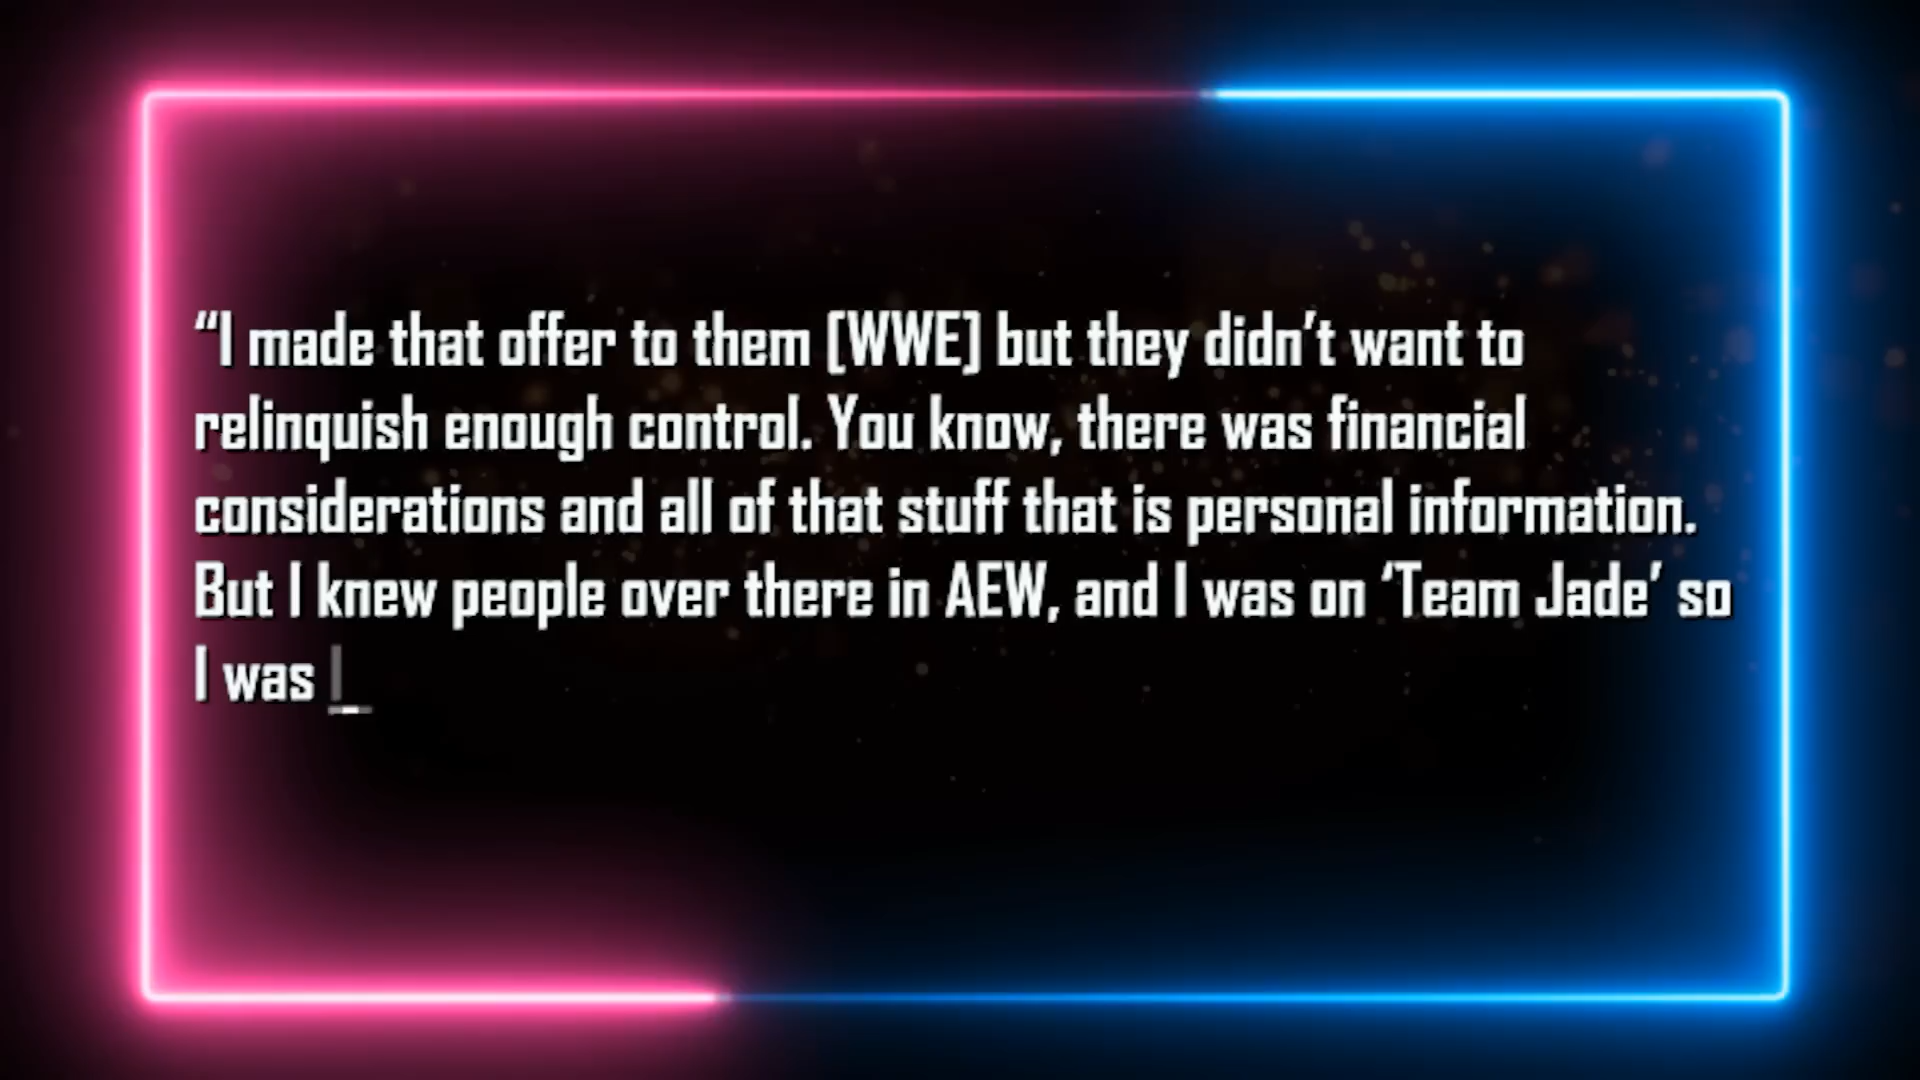 “I made that offer to them [WWE] but they didn’t want to
relinquish enough control. You know, there was financial
considerations and all of that stuff that is personal information.
But I knew people over there in AEW, and I was on ‘Team Jade’ so
I was